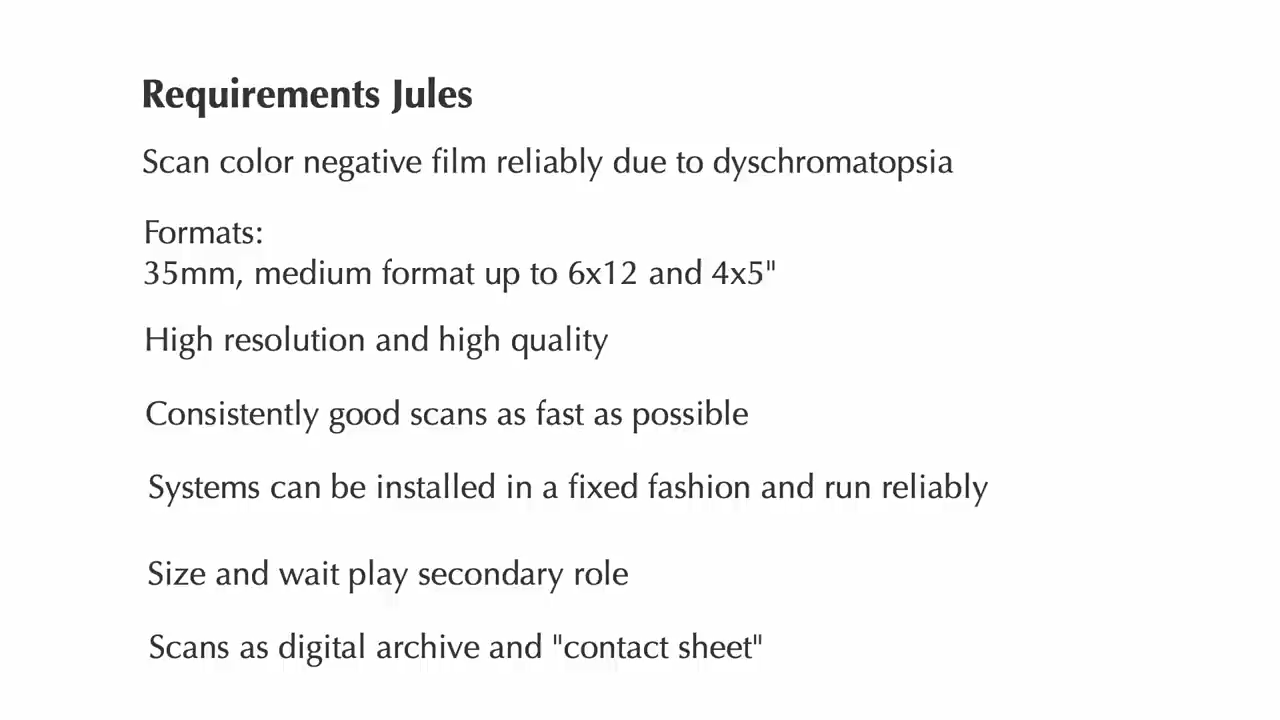 Requirements Jules
Scan color negative film reliably due to dyschromatopsia
Formats:
35mm, medium format up to 6x12 and 4x5"
High resolution and high quality
Consistently good scans as fast as possible
Systems can be installed in a fixed fashion and run reliably
Size and wait play secondary role
Scans as digital archive and "contact sheet"